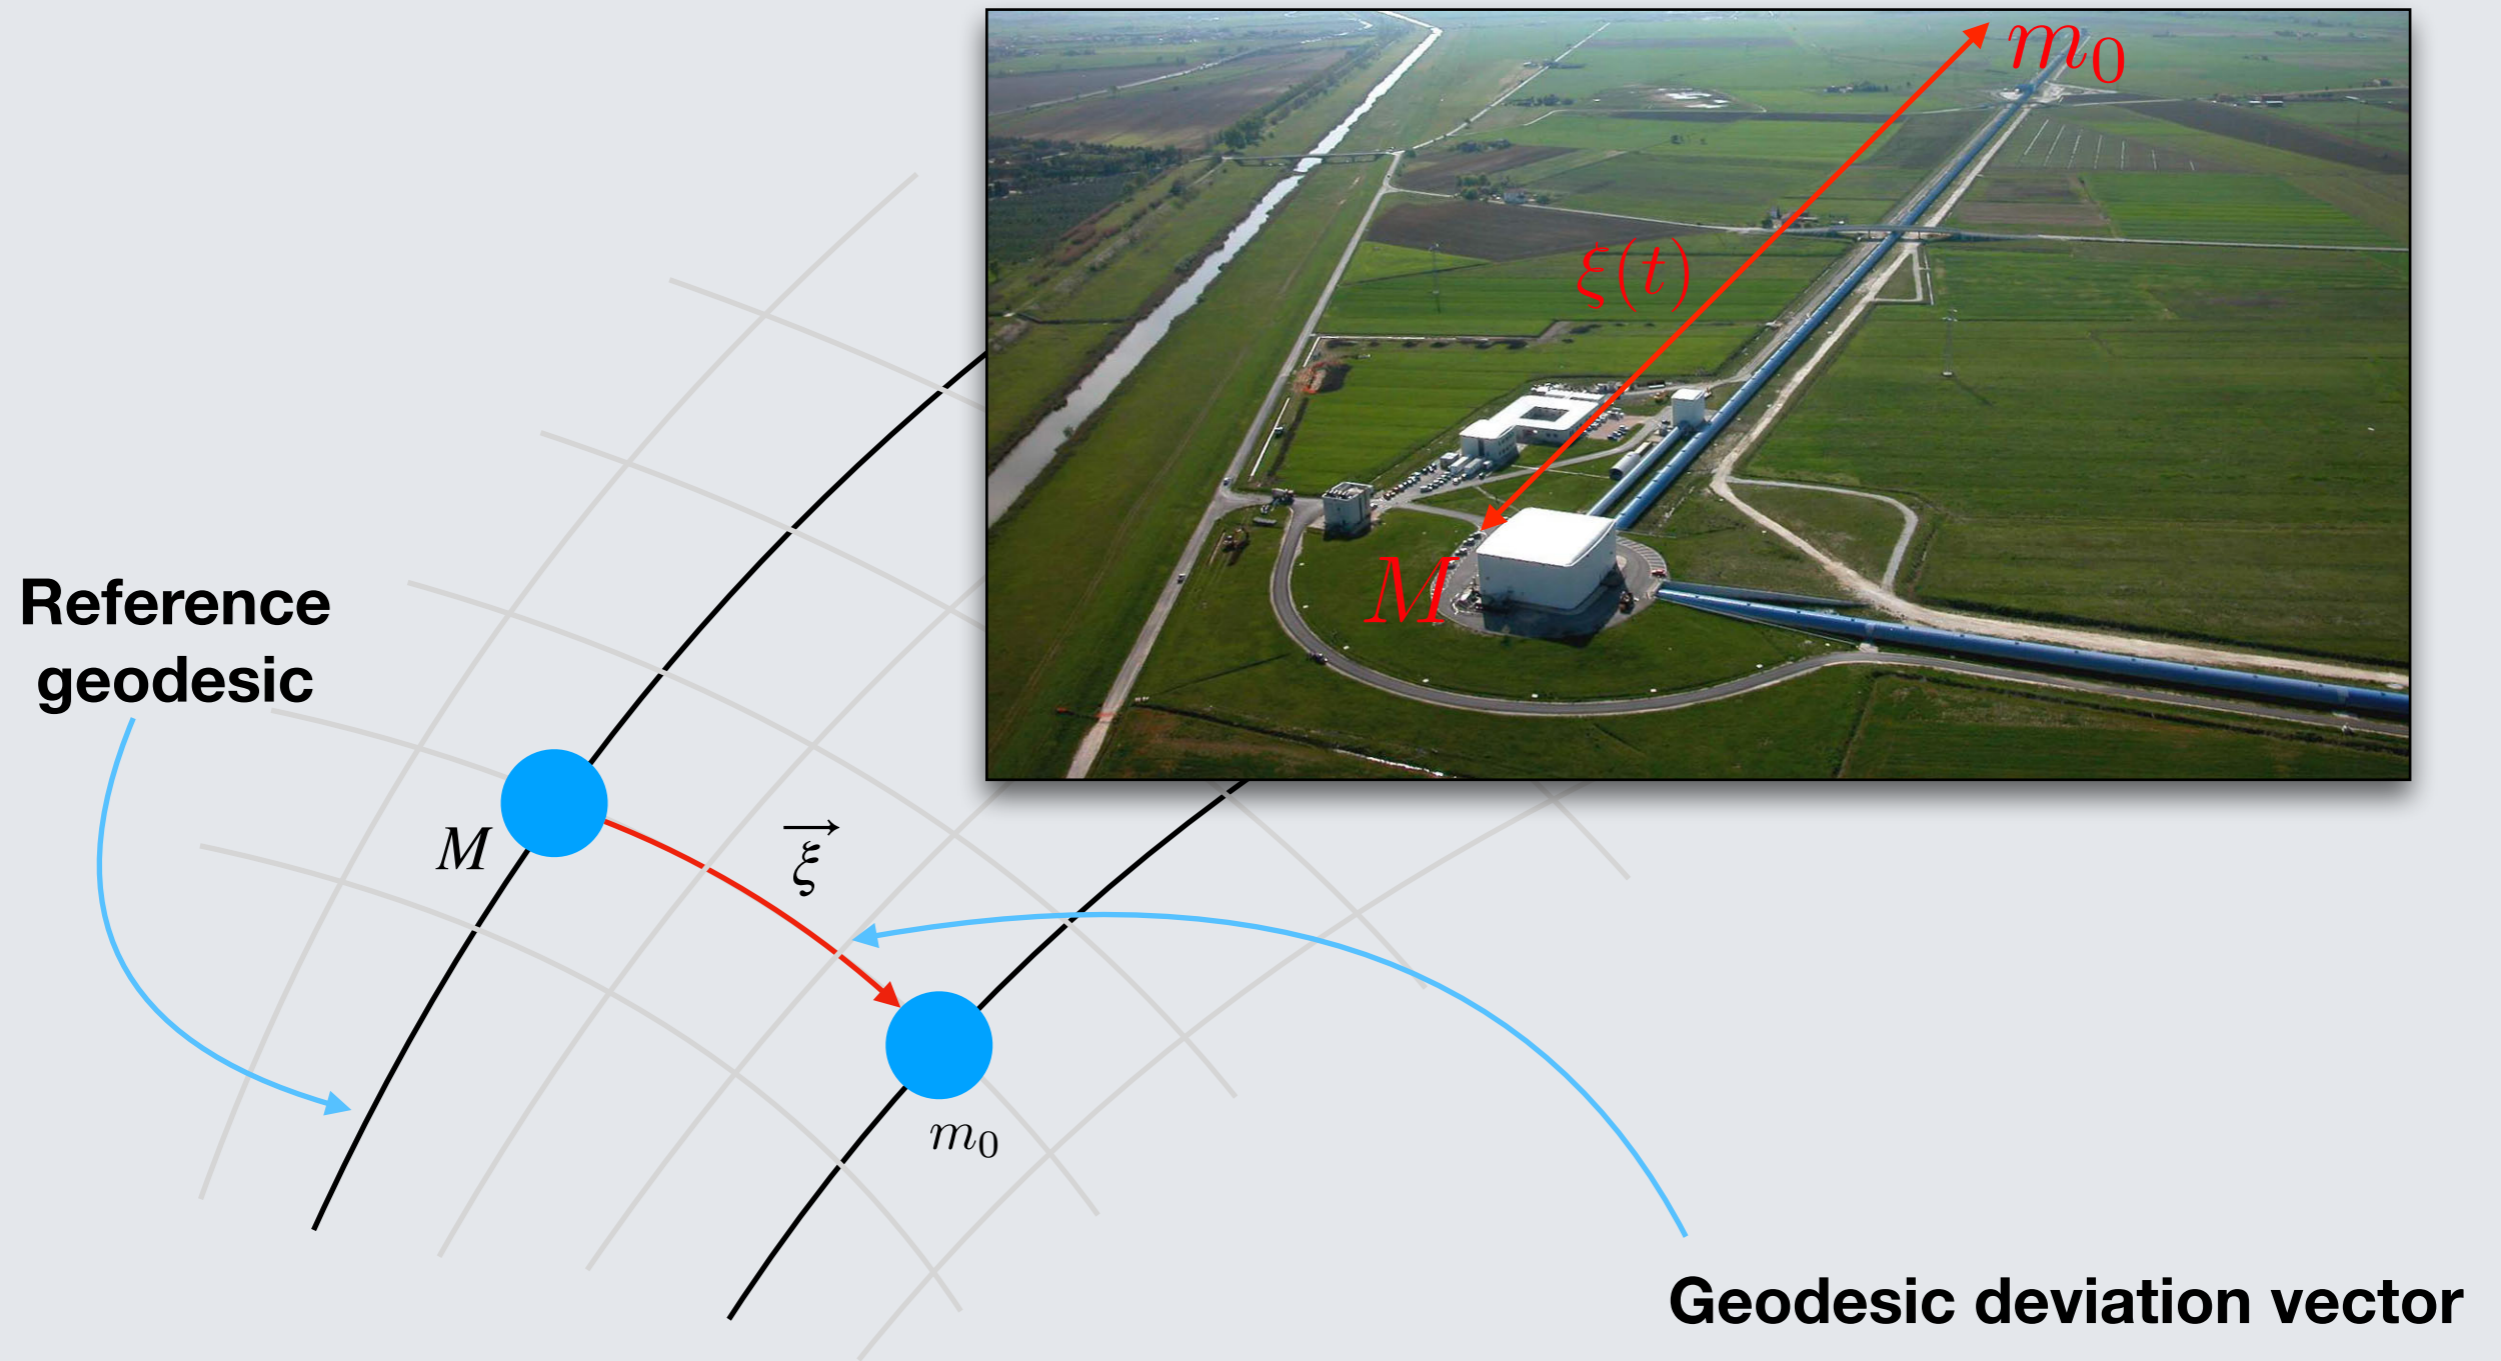 m₀
ξ(t)
M
Reference
geodesic
M
ξ⃗
m₀
Geodesic deviation vector